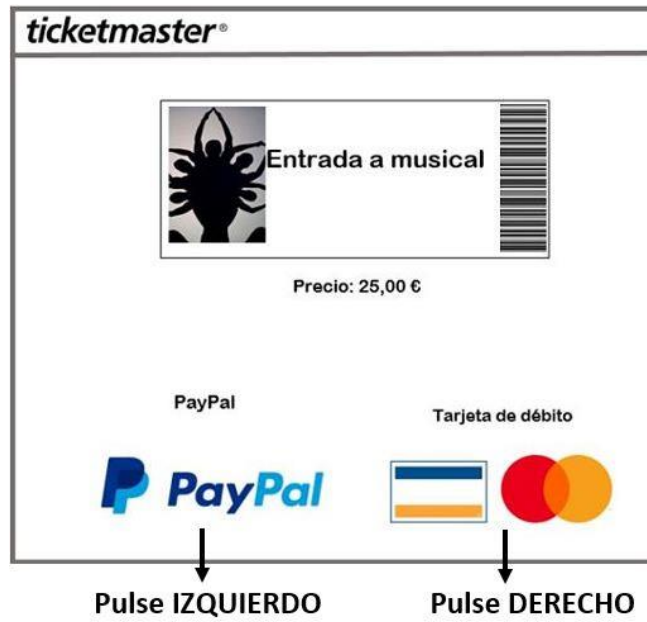 ticketmaster®
Entrada a musical
Precio: 25,00 €
PayPal
Tarjeta de débito
PayPal
Pulse IZQUIERDO
Pulse DERECHO